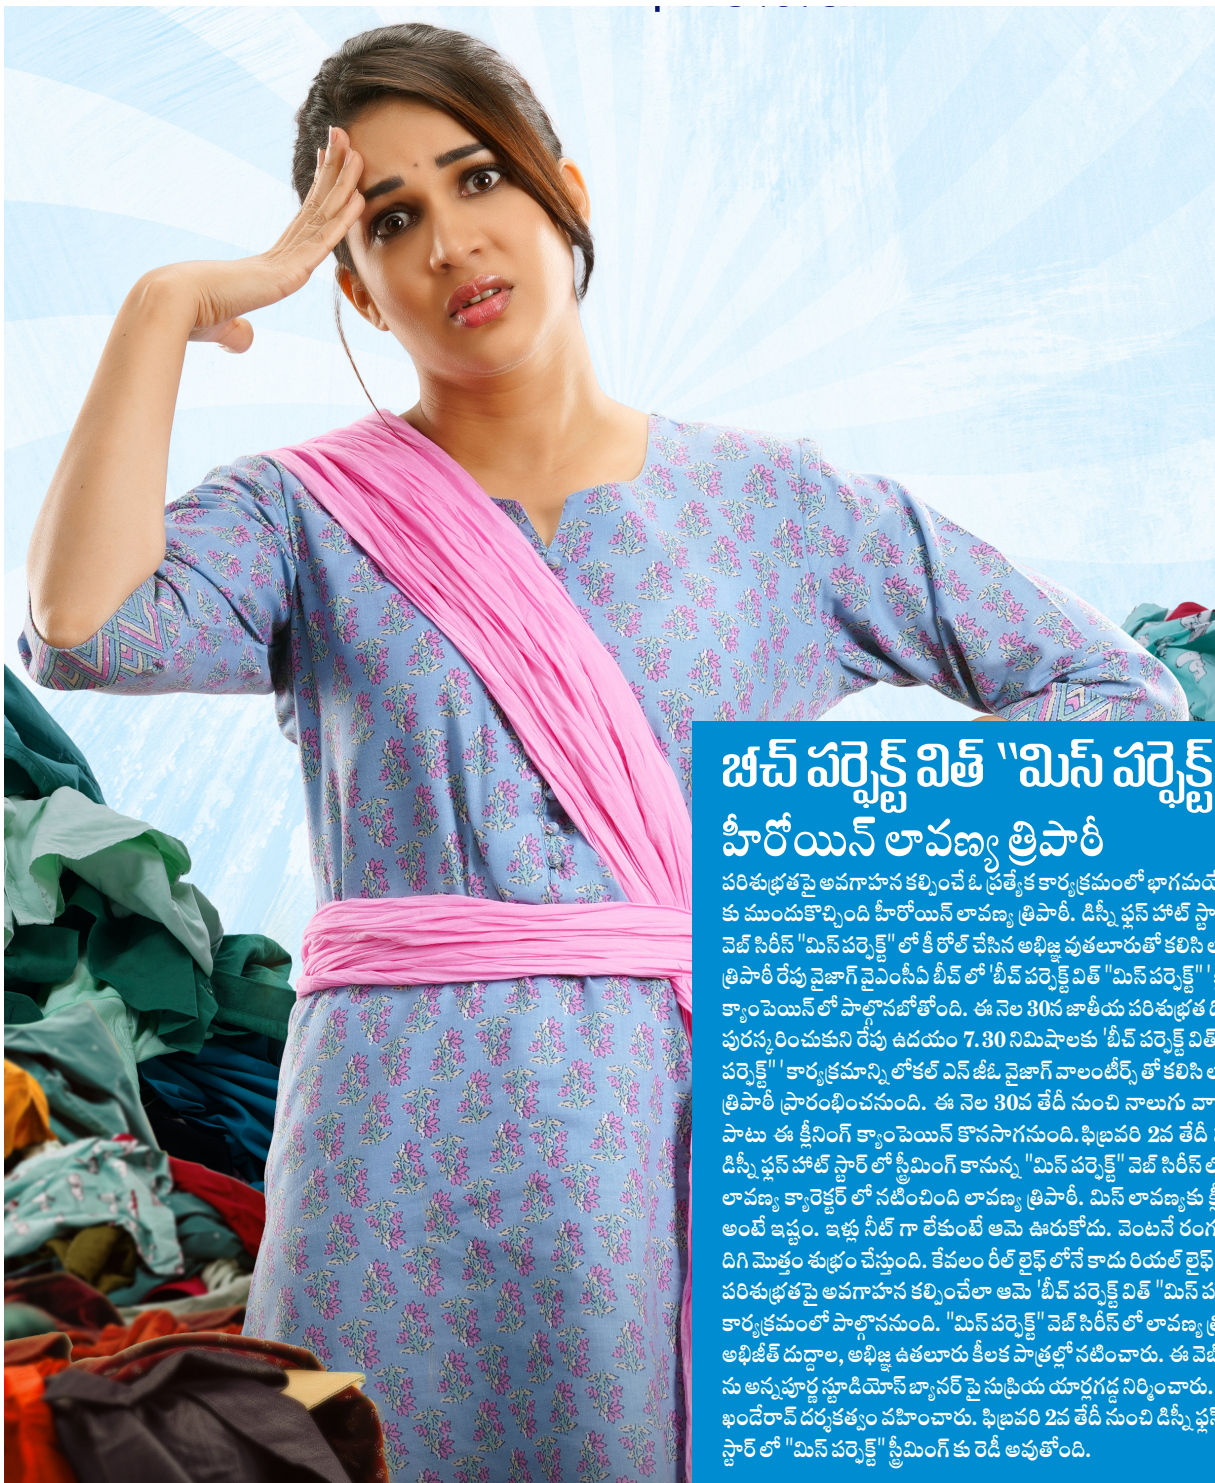 బీచ్ పర్ఫెక్ట్ విత్ "మిస్ పర్ఫెక్ట్
హీరోయిన్ లావణ్య త్రిపాఠీ
పరిశుభ్రతపై అవగాహన కల్పించే ఓ ప్రత్యేక కార్యక్రమంలో
కు ముందుకొచ్చింది హీరోయిన్ లావణ్య త్రిపాఠీ. డిస్నీ ఫ్లస్ హాట్
వెబ్ సిరీస్ "మిస్ పర్ఫెక్ట్" లో కీ రోల్ చేసిన అభిజ్ఞ వుతలూరుతో కలిసి
త్రిపాఠీ రేపు వైజాగ్ వైఎంసీఏ బీచ్ లో 'బీచ్ పర్ఫెక్ట్ విత్ "మిస్ పర్ఫెక్ట్" '
క్యాంపెయిన్ లో పాల్గొనబోతోంది. ఈ నెల 30న జాతీయ పరిశుభ్రత
పురస్కరించుకుని రేపు ఉదయం 7.30 నిమిషాలకు 'బీచ్ పర్ఫెక్ట్ విత్
పర్ఫెక్ట్" ' కార్యక్రమాన్ని లోకల్ ఎన్ జీఓ వైజాగ్ వాలంటీర్స్ తో కలిసి
త్రిపాఠీ ప్రారంభించనుంది. ఈ నెల 30వ తేదీ నుంచి నాలుగు
పాటు ఈ క్లీనింగ్ క్యాంపెయిన్ కొనసాగనుంది.ఫిబ్రవరి 2వ తేదీ
డిస్నీ ఫ్లస్ హాట్ స్టార్ లో స్ట్రీమింగ్ కానున్న "మిస్ పర్ఫెక్ట్" వెబ్ సిరీస్
లావణ్య క్యారెక్టర్ లో నటించింది లావణ్య త్రిపాఠీ. మిస్ లావణ్యకు
అంటే ఇష్టం. ఇళ్లు నీట్ గా లేకుంటే ఆమె ఊరుకోదు. వెంటనే
దిగి మొత్తం శుభ్రం చేస్తుంది. కేవలం రీల్ లైఫ్ లోనే కాదు రియల్ లైఫ్
పరిశుభ్రతపై అవగాహన కల్పించేలా ఆమె 'బీచ్ పర్ఫెక్ట్ విత్ "మిస్
కార్యక్రమంలో పాల్గొననుంది. "మిస్ పర్ఫెక్ట్" వెబ్ సిరీస్ లో లావణ్య
అభిజీత్ దుద్దాల, అభిజ్ఞ ఉతలూరు కీలక పాత్రల్లో నటించారు. ఈ
ను అన్నపూర్ణ స్టూడియోస్ బ్యానర్ పై సుప్రియ యార్లగడ్డ నిర్మించారు.
ఖండేరావ్ దర్శకత్వం వహించారు. ఫిబ్రవరి 2వ తేదీ నుంచి డిస్నీ
స్టార్ లో "మిస్ పర్ఫెక్ట్" స్ట్రీమింగ్ కు రెడీ అవుతోంది.